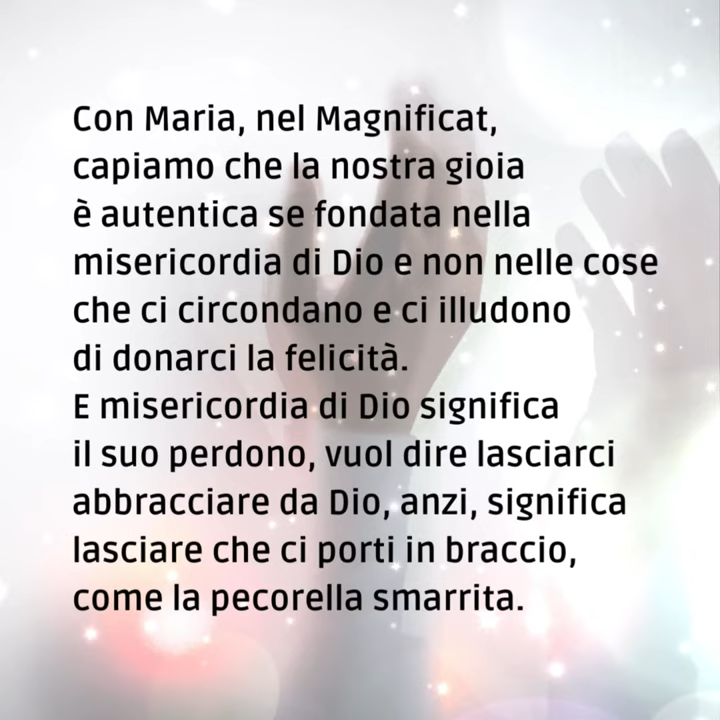 Con Maria, nel Magnificat,
capiamo che la nostra gioia
è autentica se fondata nella
misericordia di Dio e non nelle cose
che ci circondano e ci illudono
di donarci la felicità.
E misericordia di Dio significa
il suo perdono, vuol dire lasciarci
abbracciare da Dio, anzi, significa
lasciare che ci porti in braccio,
come la pecorella smarrita.